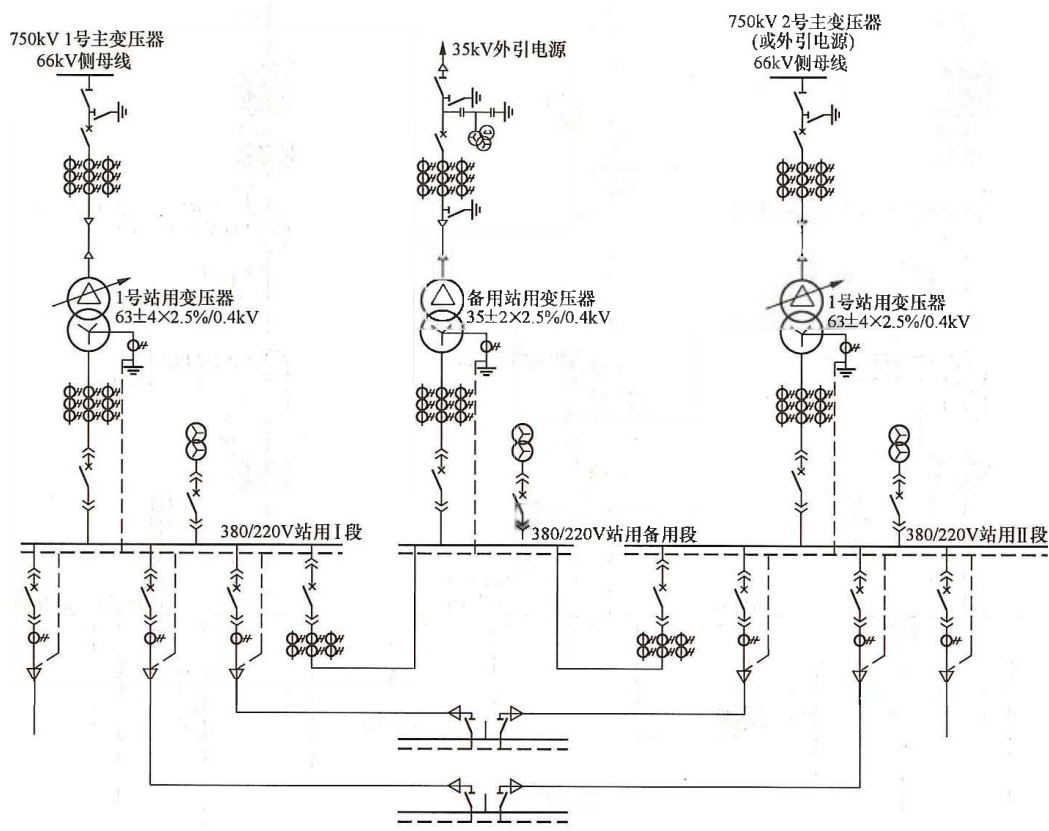 750kV 1号主变压器
66kV侧母线
35kV外引电源
750kV 2号主变压器
(或外引电源)
66kV侧母线
1号站用变压器
63±4×2.5%/0.4kV
备用站用变压器
35±2×2.5%/0.4kV
1号站用变压器
63±4×2.5%/0.4kV
380/220V站用Ⅰ段
380/220V站用备用段
380/220V站用Ⅱ段